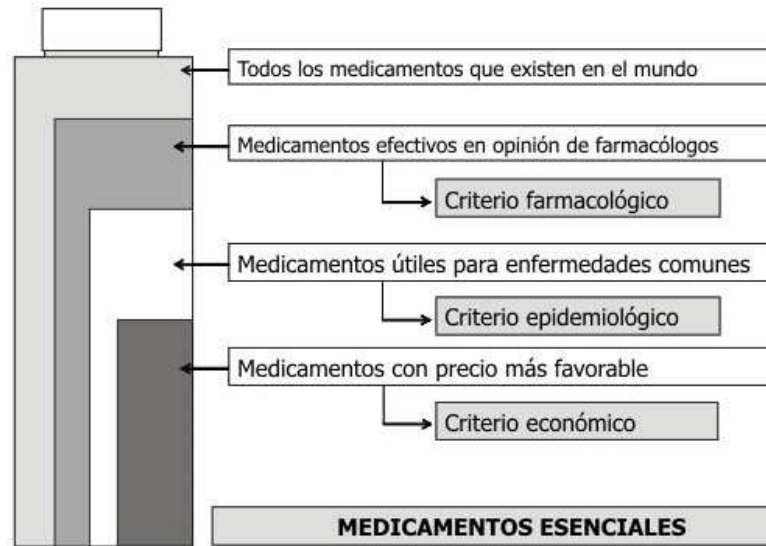 Todos los medicamentos que existen en el mundo
Medicamentos efectivos en opinión de farmacólogos
Criterio farmacológico
Medicamentos útiles para enfermedades comunes
Criterio epidemiológico
Medicamentos con precio más favorable
Criterio económico
MEDICAMENTOS ESENCIALES